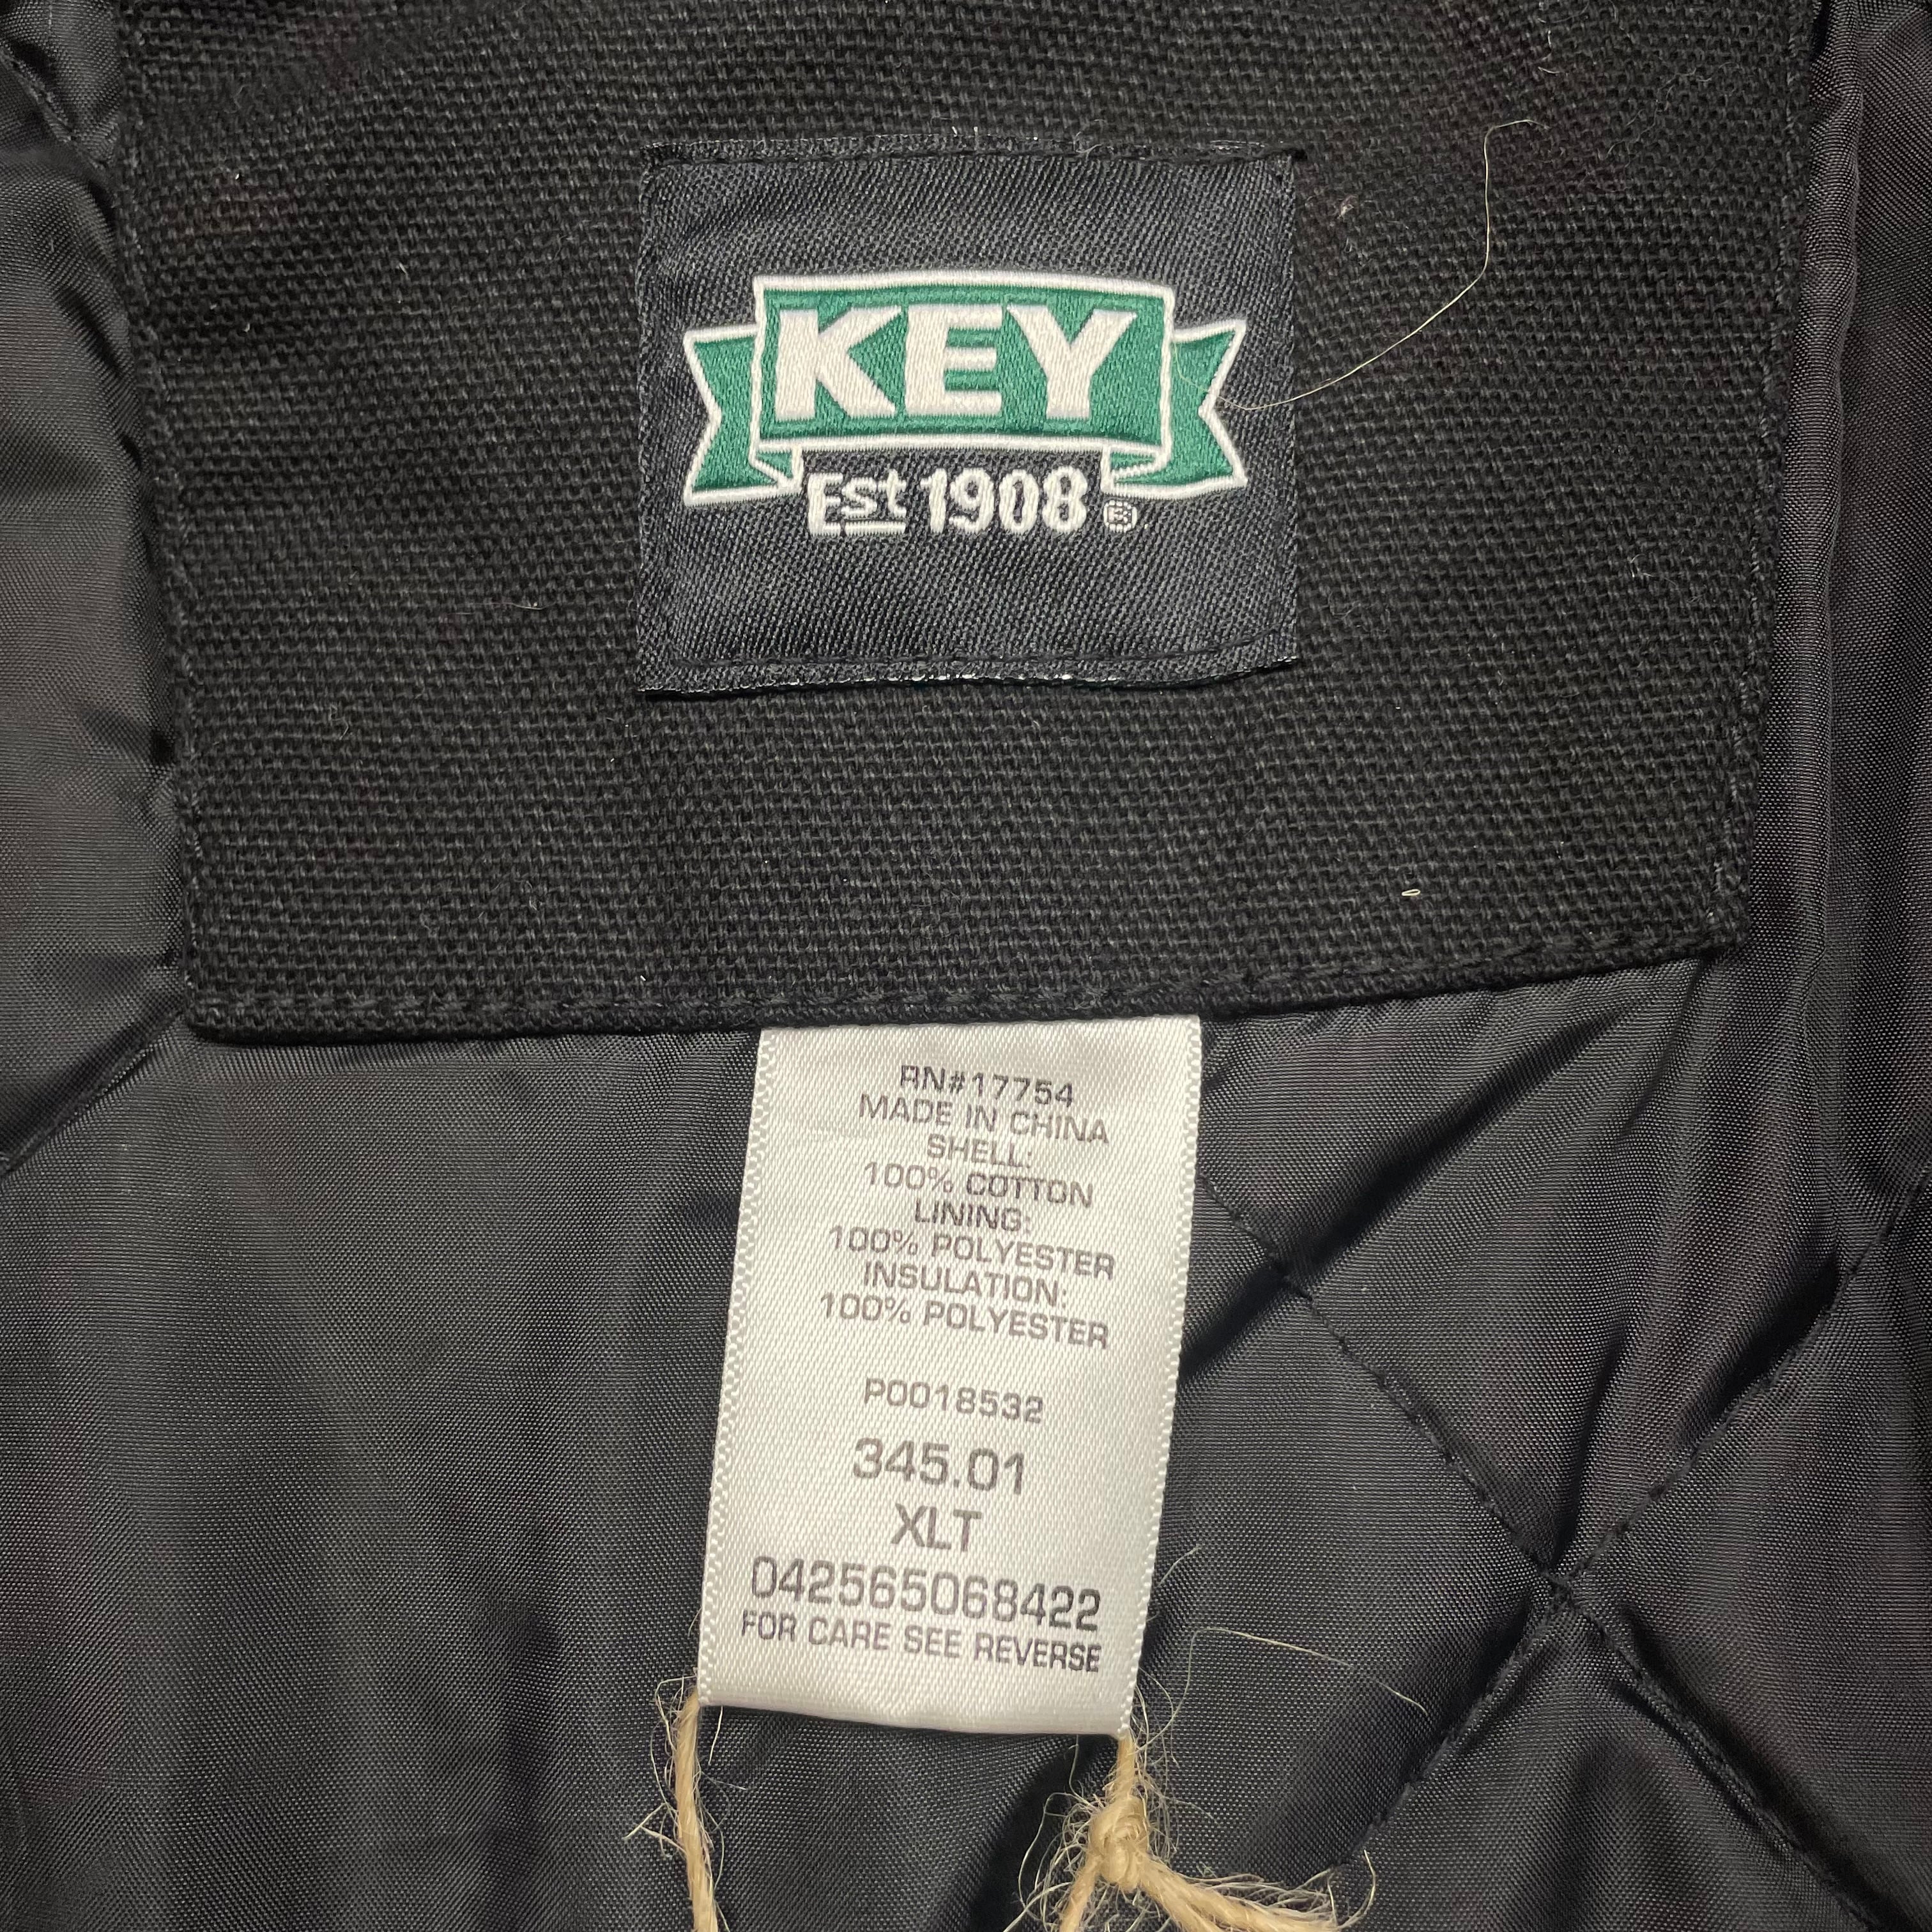 KEY
Est 1908 ®
RN#17754
MADE IN CHINA
SHELL:
100% COTTON
LINING:
100% POLYESTER
INSULATION:
100% POLYESTER
P0018532
345.01
XLT
042565068422
FOR CARE SEE REVERSE